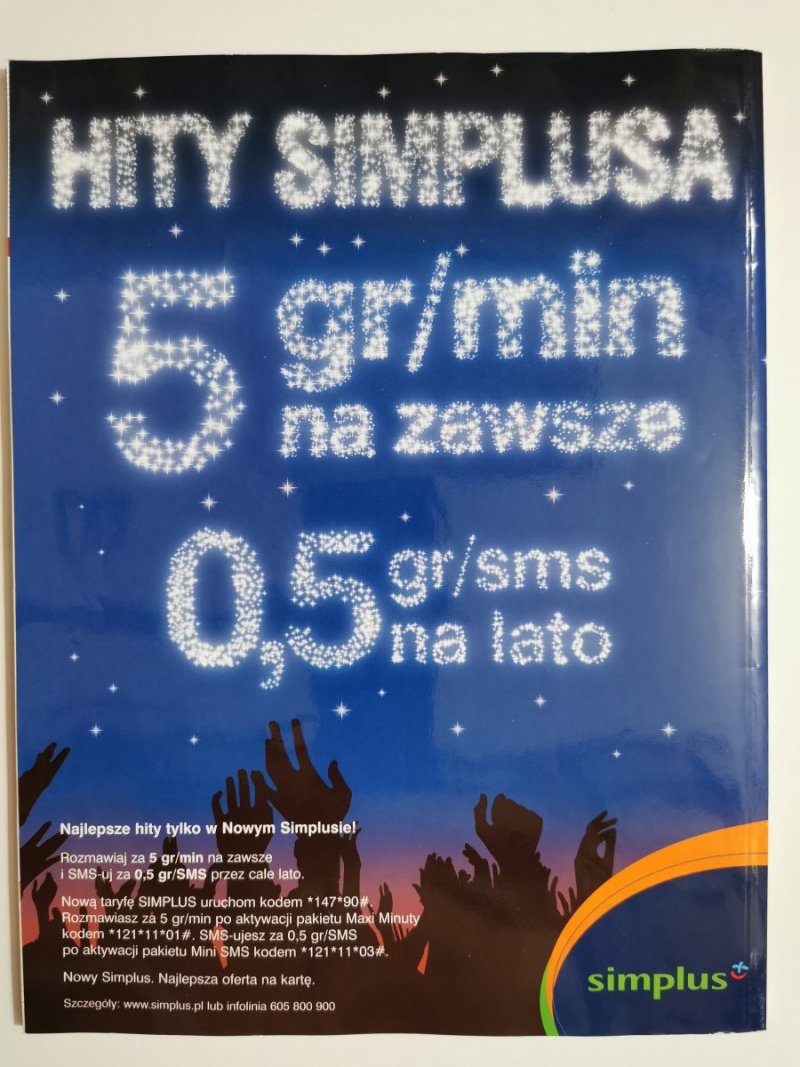 HITY SIMPLUSA
5 gr/min
na zawsze
0,5 gr/sms
na lato
Najlepsze hity tylko w Nowym Simplusie!
Rozmawiaj za 5 gr/min na zawsze
i SMS-uj za 0,5 gr/SMS przez całe lato.
Nową taryfę SIMPLUS uruchom kodem *147*90#.
Rozmawiasz za 5 gr/min po aktywacji pakietu Maxi Minuty
kodem *121*11*01#. SMS-ujesz za 0,5 gr/SMS
po aktywacji pakietu Mini SMS kodem *121*11*03#.
Nowy Simplus. Najlepsza oferta na kartę.
Szczegóły: www.simplus.pl lub infolinia 605 800 900
simplus